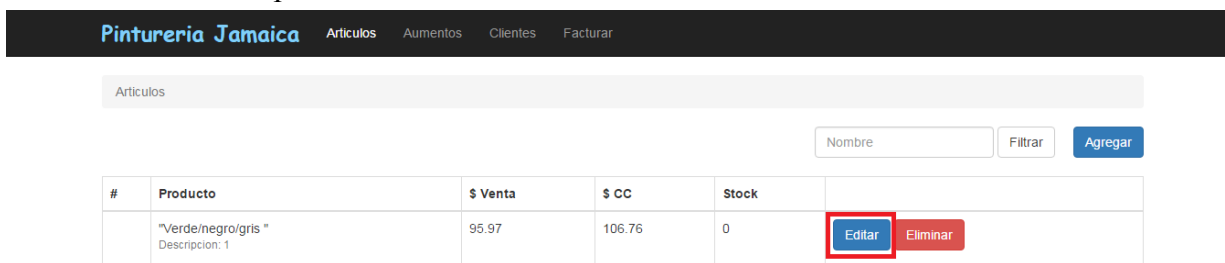 Pintureria Jamaica Articulos Aumentos Clientes Facturar
Articulos
Nombre Filtrar Agregar
# Producto $ Venta $ CC Stock
"Verde/negro/gris " 95.97 106.76 0 Editar Eliminar
Descripcion: 1